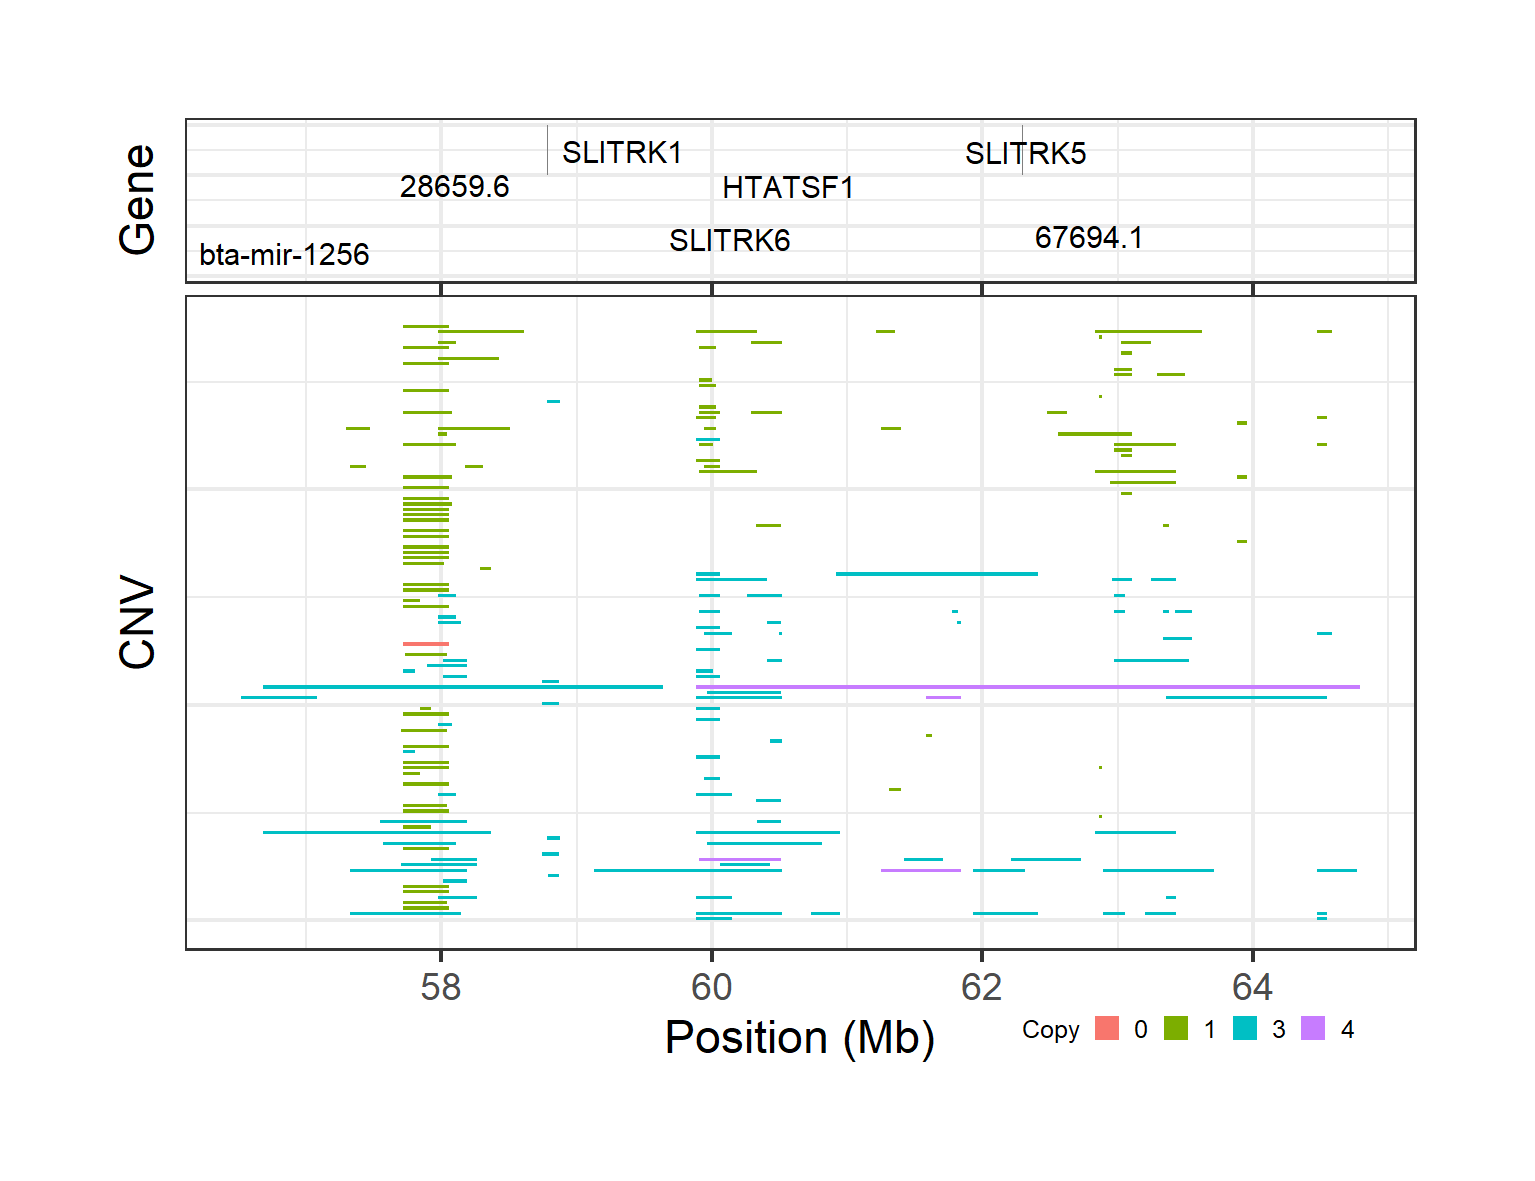 Gene
SLITRK1
SLITRK5
28659.6
HTATSF1
SLITRK6
67694.1
bta-mir-1256
CNV
58 60 62 64
Position (Mb)
Copy 0 1 3 4